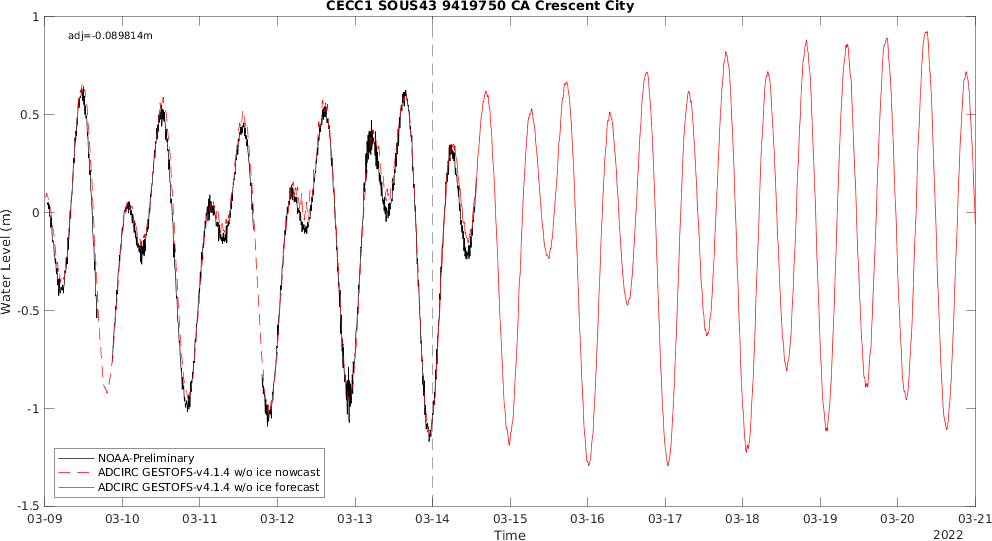 CECC1 SOUS43 9419750 CA Crescent City
adj=-0.089814m
1
0.5
0
-0.5
-1
-1.5
Water Level (m)
NOAA-Preliminary
ADCIRC GESTOFS-v4.1.4 w/o ice nowcast
ADCIRC GESTOFS-v4.1.4 w/o ice forecast
03-09 03-10 03-11 03-12 03-13 03-14 03-15 03-16 03-17 03-18 03-19 03-20 03-21
Time
2022